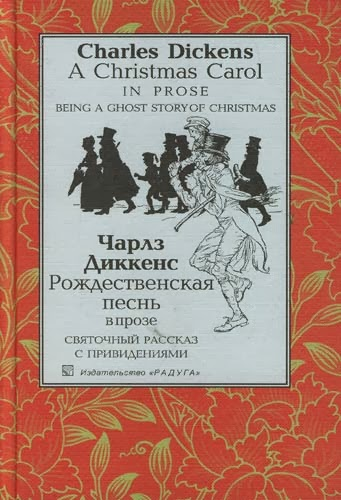 Charles Dickens
A Christmas Carol
IN PROSE
BEING A GHOST STORY OF CHRISTMAS
Чарлз
Диккенс
Рождественская
песнь
в прозе
СВЯТОЧНЫЙ РАССКАЗ
С ПРИВИДЕНИЯМИ
Издательство «РАДУГА»